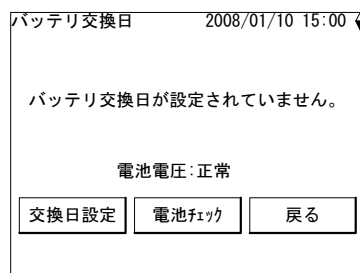 バッテリ交換日 2008/01/10 15:00
バッテリ交換日が設定されていません。
電池電圧:正常
交換日設定 電池ﾁｪｯｸ 戻る